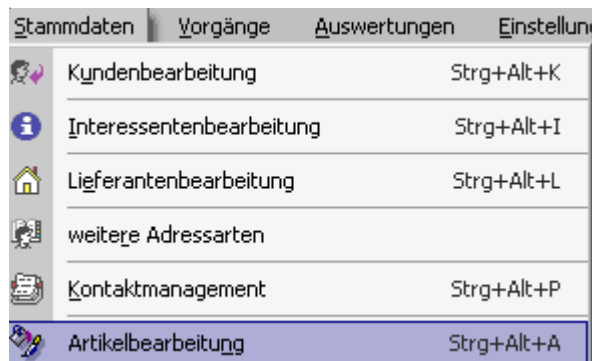 Stammdaten Vorgänge Auswertungen
Kundenbearbeitung Strg+Alt+K
Interessentenbearbeitung Strg+Alt+I
Lieferantenbearbeitung Strg+Alt+L
weitere Adressarten
Kontaktmanagement Strg+Alt+P
Artikelbearbeitung Strg+Alt+A